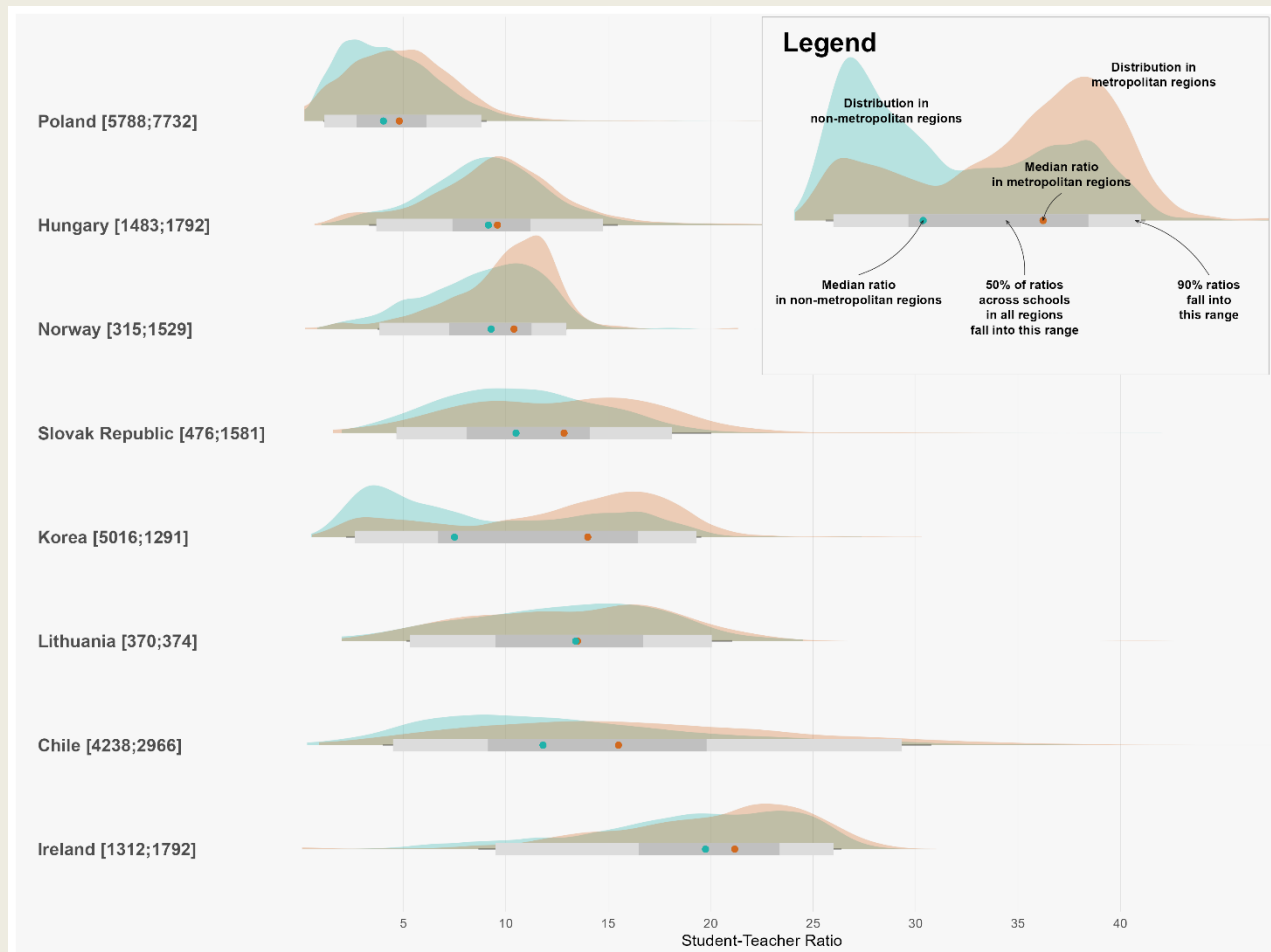 Legend
Distribution in
metropolitan regions
Distribution in
non-metropolitan regions
Median ratio
in metropolitan regions
Median ratio
in non-metropolitan regions
50% of ratios
across schools
in all regions
fall into this range
90% ratios
fall into
this range
Poland [5788;7732]
Hungary [1483;1792]
Norway [315;1529]
Slovak Republic [476;1581]
Korea [5016;1291]
Lithuania [370;374]
Chile [4238;2966]
Ireland [1312;1792]
5 10 15 20 25 30 35 40
Student-Teacher Ratio